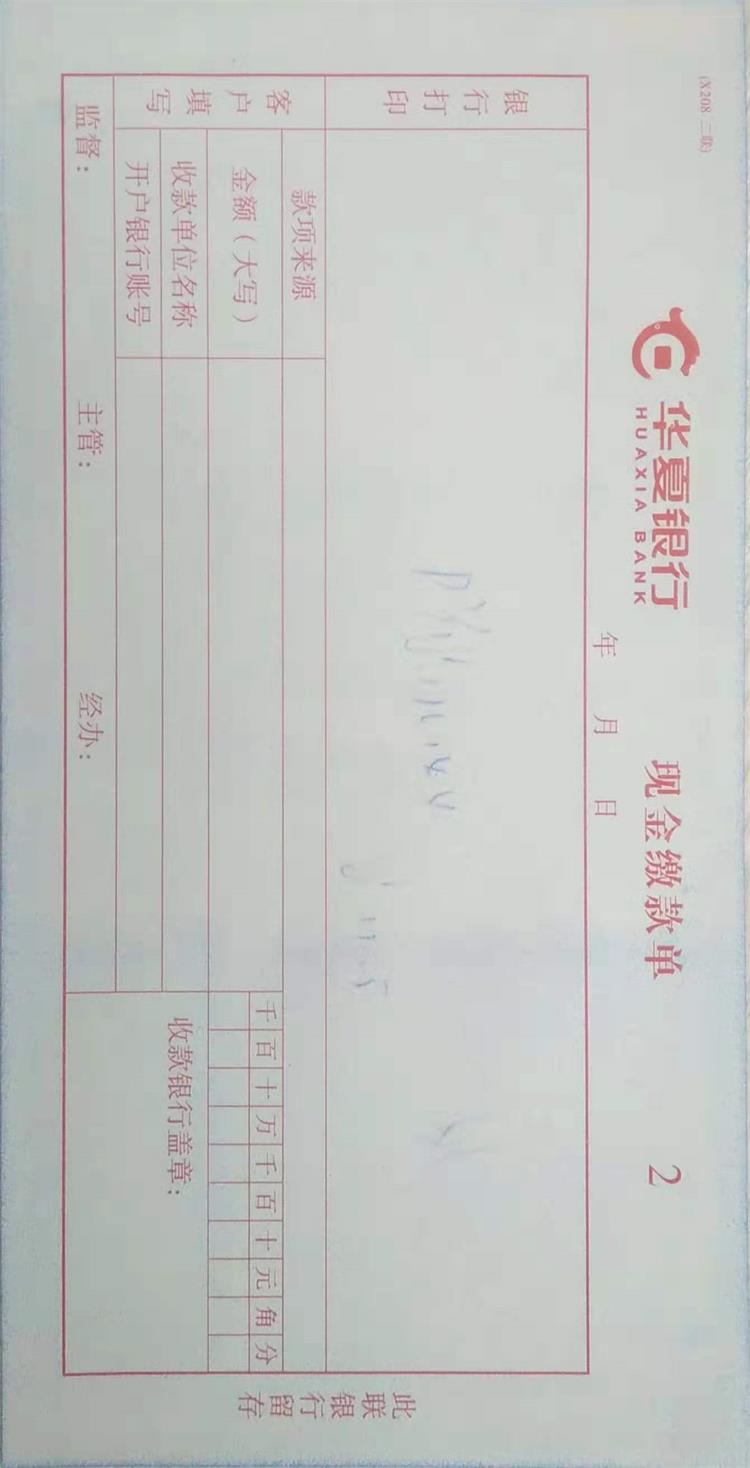 (X208 二联)
华夏银行
HUAXIA BANK
现金缴款单
2
年 月 日
银行打印
客户填写
款项来源
金额(大写)
千百十万千百十元角分
收款单位名称
开户银行账号
收款银行盖章:
监督: 主管: 经办:
此联银行留存